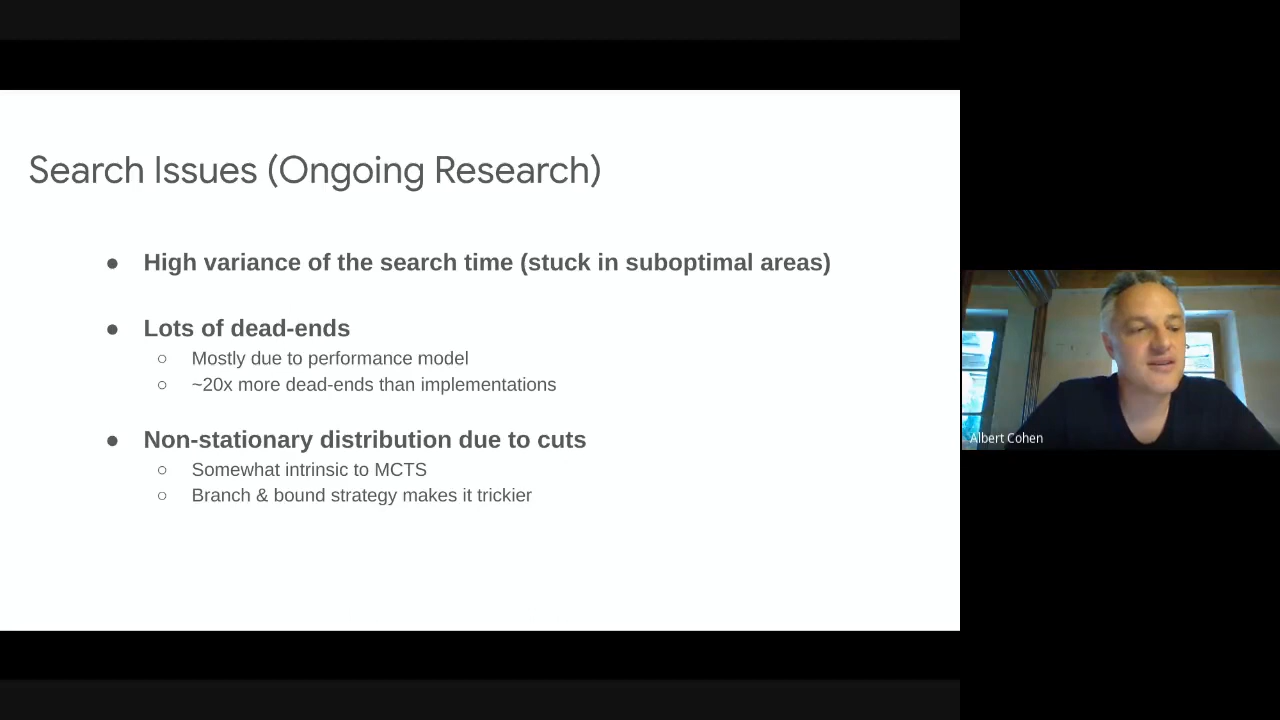 Search Issues (Ongoing Research)
● High variance of the search time (stuck in suboptimal areas)
● Lots of dead-ends
○ Mostly due to performance model
○ ~20x more dead-ends than implementations
● Non-stationary distribution due to cuts
○ Somewhat intrinsic to MCTS
○ Branch & bound strategy makes it trickier
Albert Cohen